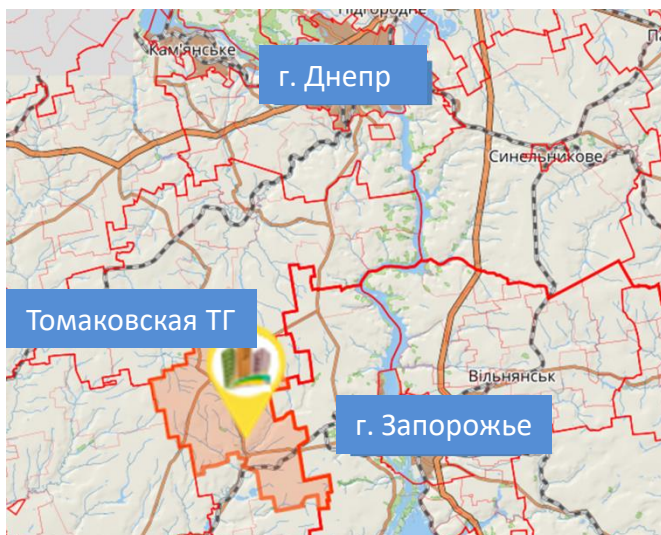 Підгородне
Кам'янське
г. Днепр
Синельникове
Томаковская ТГ
Вільнянськ
г. Запорожье